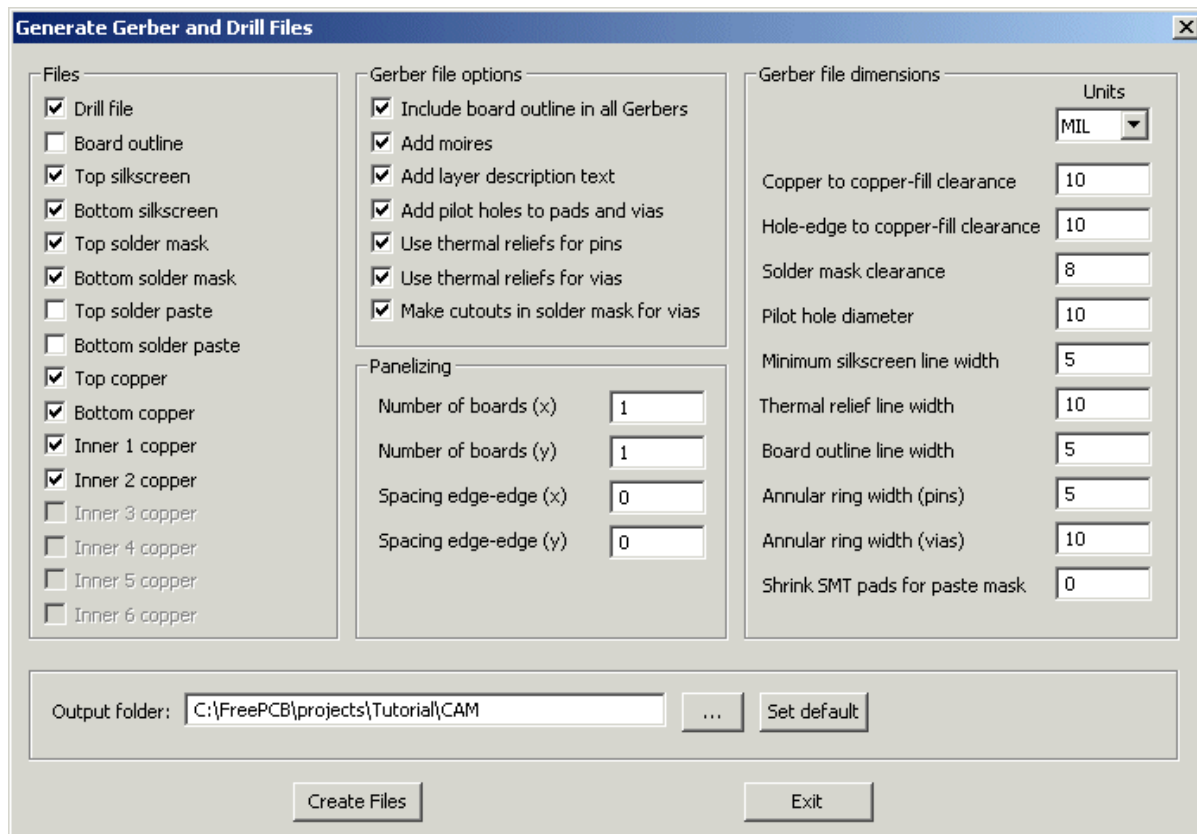 Generate Gerber and Drill Files
Files
Drill file
Board outline
Top silkscreen
Bottom silkscreen
Top solder mask
Bottom solder mask
Top solder paste
Bottom solder paste
Top copper
Bottom copper
Inner 1 copper
Inner 2 copper
Inner 3 copper
Inner 4 copper
Inner 5 copper
Inner 6 copper
Gerber file options
Include board outline in all Gerbers
Add moires
Add layer description text
Add pilot holes to pads and vias
Use thermal reliefs for pins
Use thermal reliefs for vias
Make cutouts in solder mask for vias
Panelizing
Number of boards (x) 1
Number of boards (y) 1
Spacing edge-edge (x) 0
Spacing edge-edge (y) 0
Gerber file dimensions
Units
MIL
Copper to copper-fill clearance 10
Hole-edge to copper-fill clearance 10
Solder mask clearance 8
Pilot hole diameter 10
Minimum silkscreen line width 5
Thermal relief line width 10
Board outline line width 5
Annular ring width (pins) 5
Annular ring width (vias) 10
Shrink SMT pads for paste mask 0
Output folder: C:\FreePCB\projects\Tutorial\CAM ... Set default
Create Files Exit